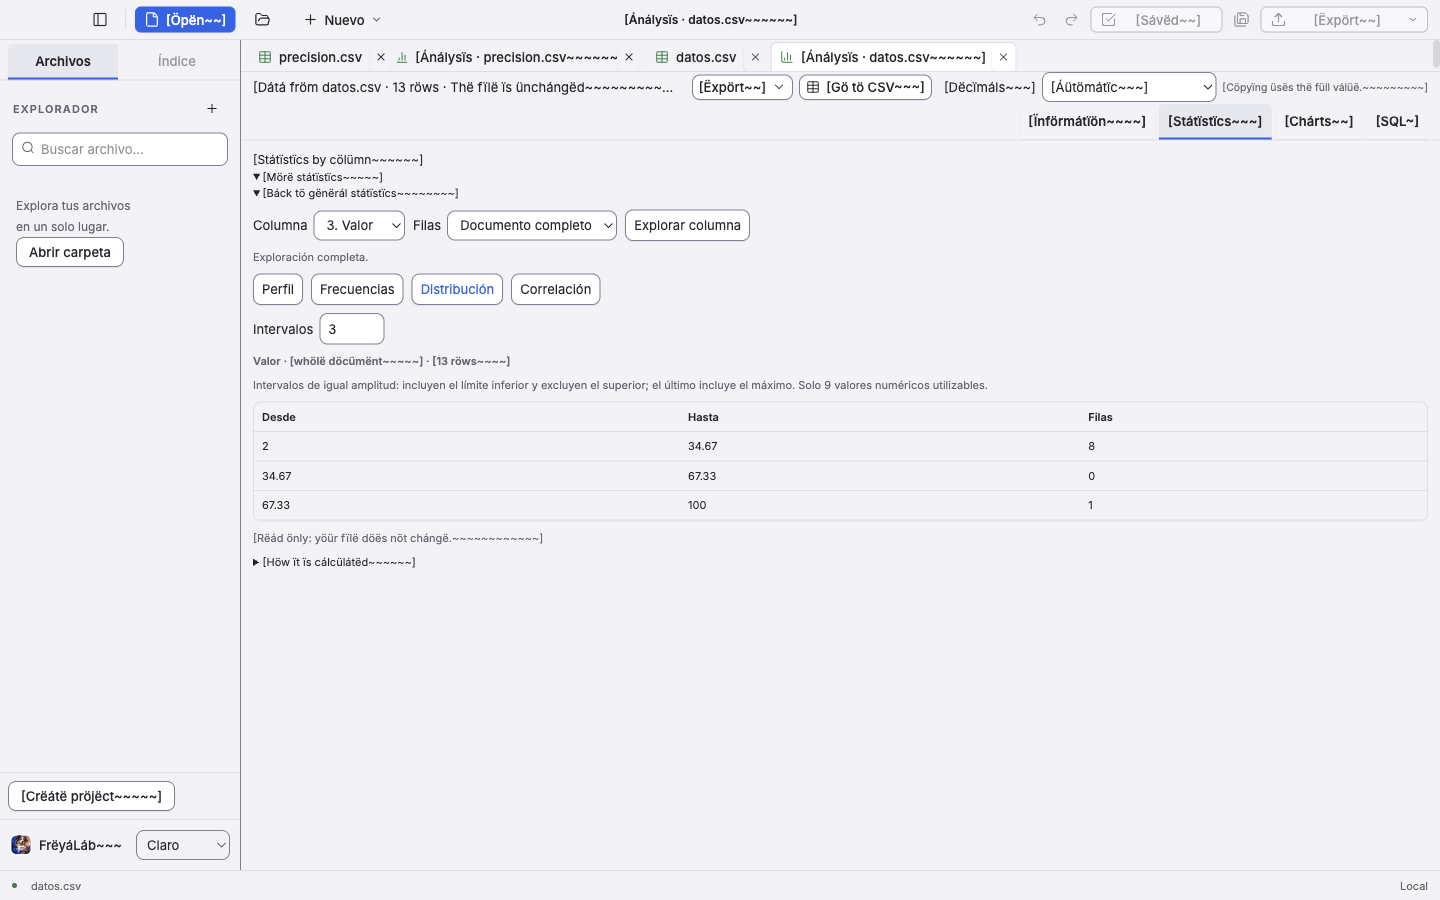 [Öpën~~]
Nuevo
[Ánálysïs · datos.csv~~~~~~]
[Sávëd~~]
[Ëxpört~~]
Archivos
Índice
precision.csv
[Ánálysïs · precision.csv~~~~~~
datos.csv
[Ánálysïs · datos.csv~~~~~~]
[Dátá fröm datos.csv · 13 röws · Thë fïlë ïs ünchángëd~~~~~~~~~...
[Ëxpört~~]
[Gö tö CSV~~~]
[Dëcïmáls~~~]
[Áütömátïc~~~]
[Cöpyïng üsës thë füll válüë.~~~~~~~~~]
EXPLORADOR
[Ïnförmátïön~~~~]
[Státïstïcs~~~]
[Chárts~~]
[SQL~]
Buscar archivo...
Explora tus archivos
en un solo lugar.
Abrir carpeta
[Státïstïcs by cölümn~~~~~~]
[Mörë státïstïcs~~~~~]
[Báck tö gënërál státïstïcs~~~~~~~~]
Columna
3. Valor
Filas
Documento completo
Explorar columna
Exploración completa.
Perfil
Frecuencias
Distribución
Correlación
Intervalos
3
Valor · [whölë döcümënt~~~~~] · [13 röws~~~~]
Intervalos de igual amplitud: incluyen el límite inferior y excluyen el superior; el último incluye el máximo. Solo 9 valores numéricos utilizables.
Desde Hasta Filas
2 34.67 8
34.67 67.33 0
67.33 100 1
[Rëád önly: yöür fïlë döës nöt chángë.~~~~~~~~~~~~]
[Höw ït ïs cálcülátëd~~~~~~]
[Crëátë pröjëct~~~~~]
FrëyáLáb~~~
Claro
datos.csv
Local